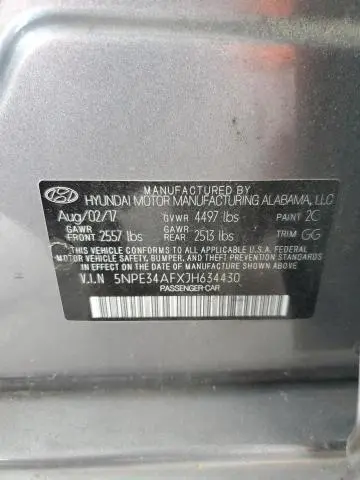 MANUFACTURED BY
HYUNDAI MOTOR MANUFACTURING ALABAMA, LLC
Aug/02/17 GVWR 4497 lbs PAINT 2C
GAWR FRONT 2557 lbs GAWR REAR 2513 lbs TRIM GG
THIS VEHICLE CONFORMS TO ALL APPLICABLE U.S.A. FEDERAL
MOTOR VEHICLE SAFETY, BUMPER, AND THEFT PREVENTION STANDARDS
IN EFFECT ON THE DATE OF MANUFACTURE SHOWN ABOVE.
V.I.N 5NPE34AFXJH634430
PASSENGER-CAR